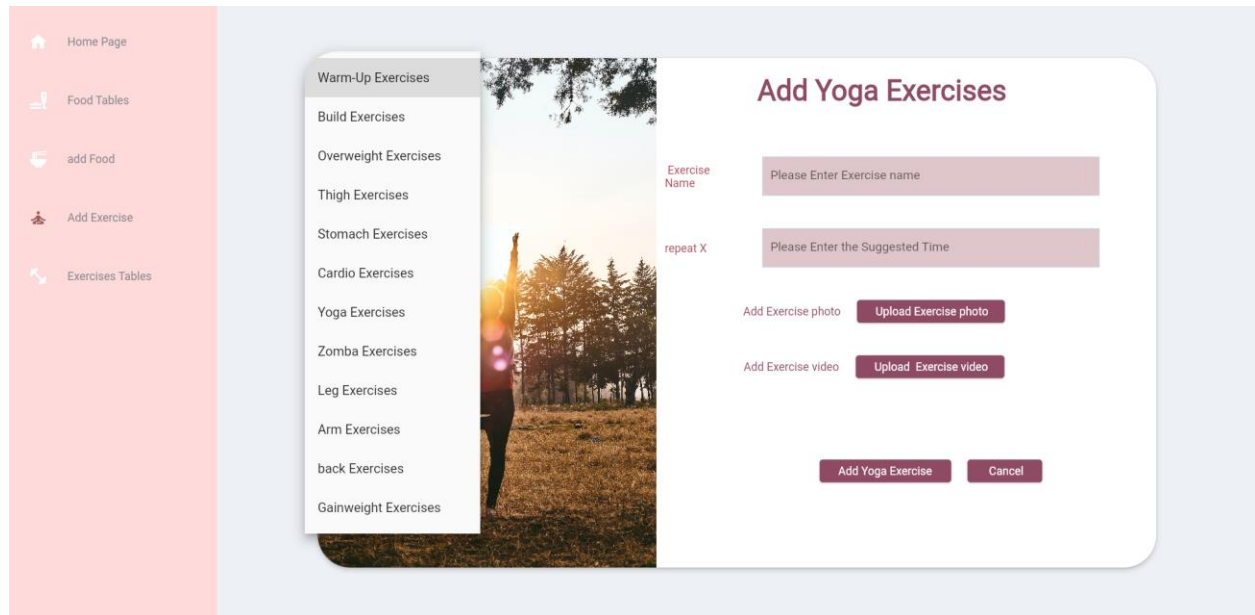 Home Page
Food Tables
add Food
Add Exercise
Exercises Tables
Warm-Up Exercises
Build Exercises
Overweight Exercises
Thigh Exercises
Stomach Exercises
Cardio Exercises
Yoga Exercises
Zomba Exercises
Leg Exercises
Arm Exercises
back Exercises
Gainweight Exercises
Add Yoga Exercises
Exercise
Name
Please Enter Exercise name
repeat X
Please Enter the Suggested Time
Add Exercise photo
Upload Exercise photo
Add Exercise video
Upload Exercise video
Add Yoga Exercise
Cancel